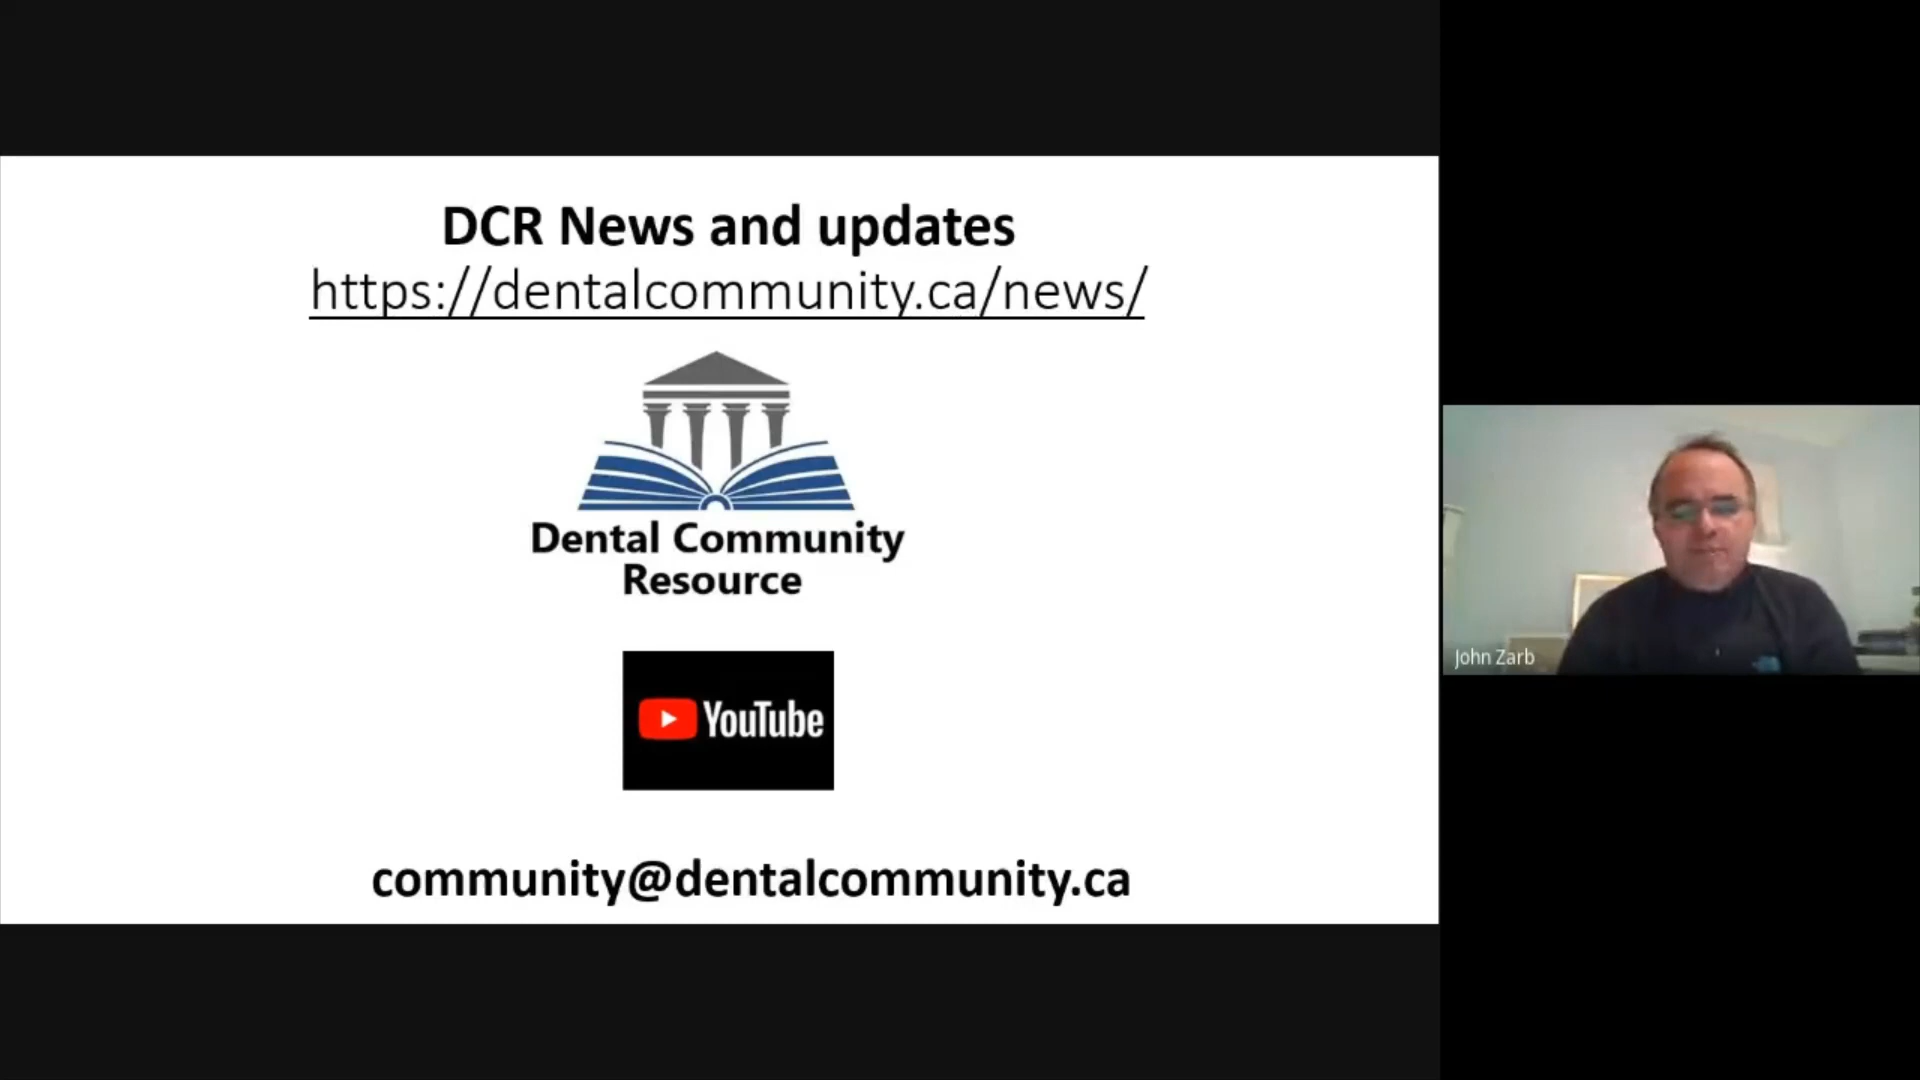 DCR News and updates
https://dentalcommunity.ca/news/
Dental Community
Resource
YouTube
community@dentalcommunity.ca
John Zarb